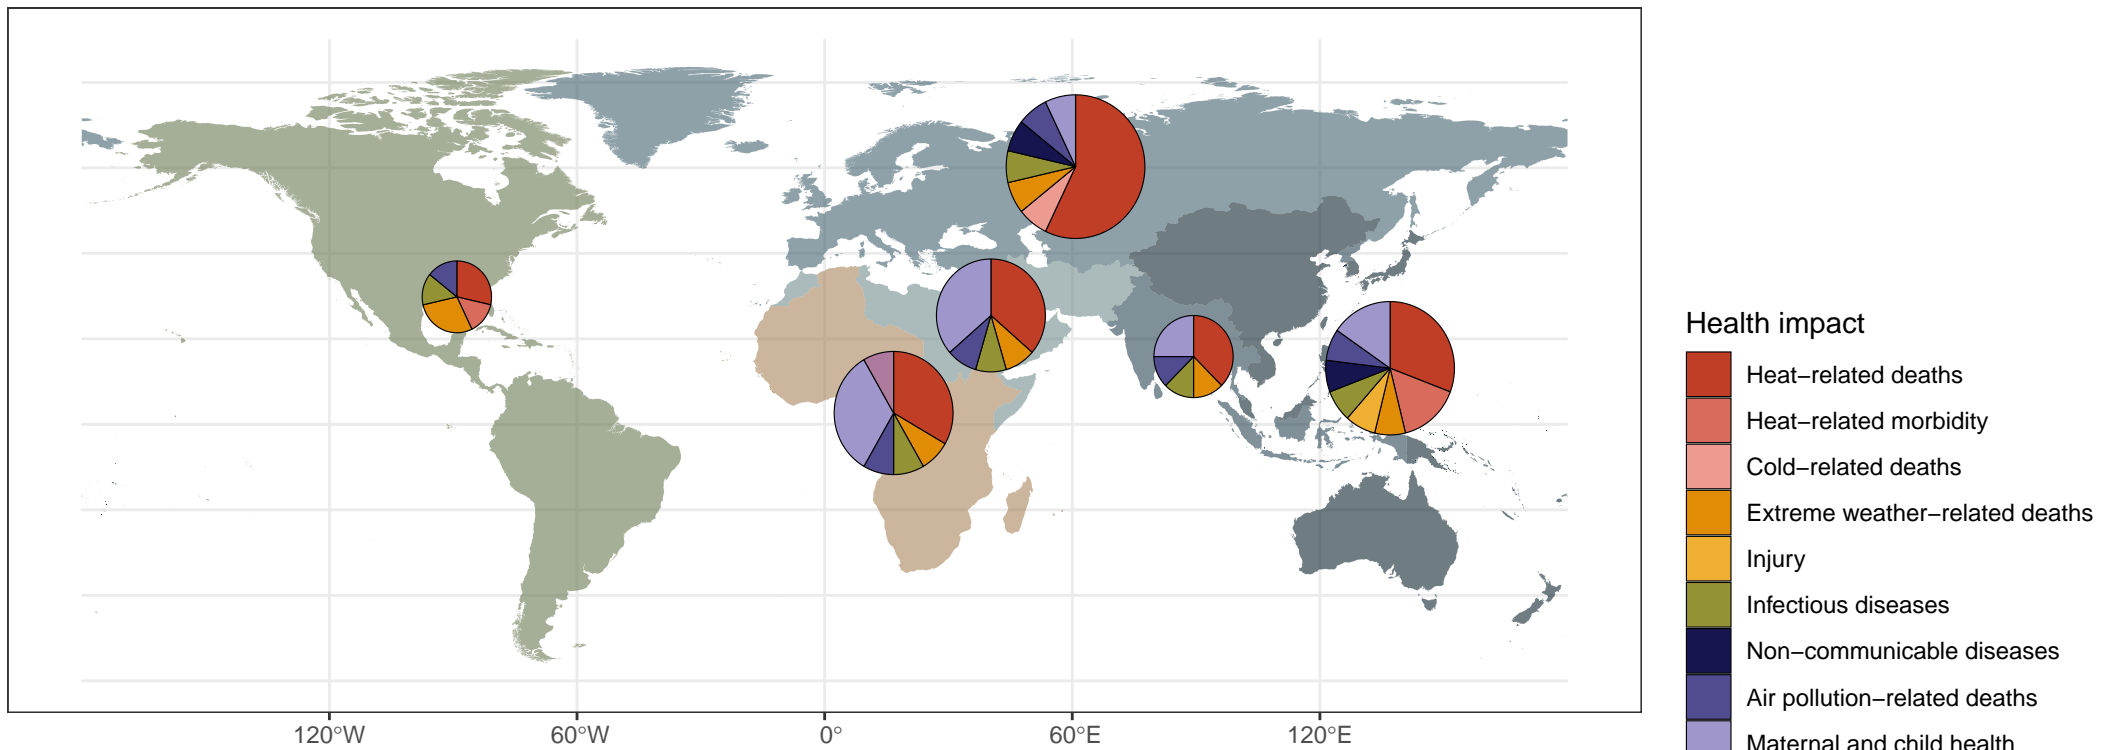 Health impact
Heat−related deaths
Heat−related morbidity
Cold−related deaths
Extreme weather−related deaths
Injury
Infectious diseases
Non−communicable diseases
Air pollution−related deaths
Maternal and child health
120°W 60°W 0° 60°E 120°E